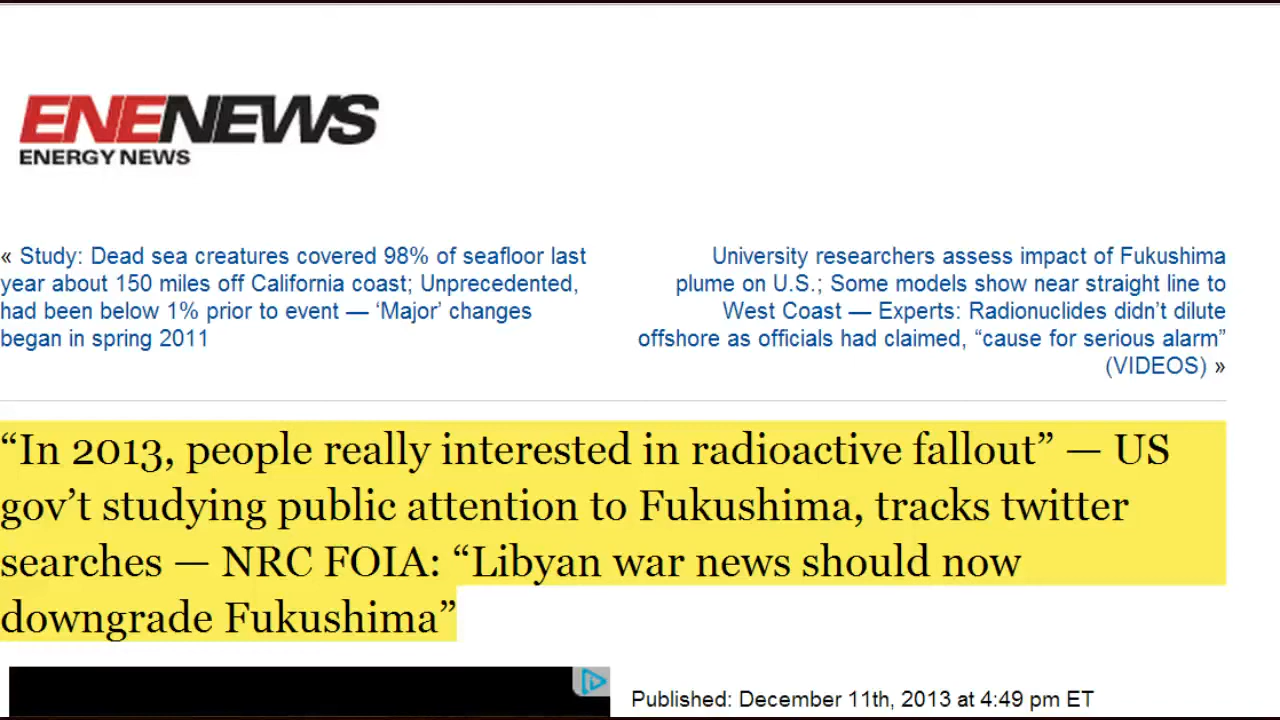 ENENEWS
ENERGY NEWS
« Study: Dead sea creatures covered 98% of seafloor last
year about 150 miles off California coast; Unprecedented,
had been below 1% prior to event — ‘Major’ changes
began in spring 2011
University researchers assess impact of Fukushima
plume on U.S.; Some models show near straight line to
West Coast — Experts: Radionuclides didn’t dilute
offshore as officials had claimed, “cause for serious alarm”
(VIDEOS) »
“In 2013, people really interested in radioactive fallout” — US
gov’t studying public attention to Fukushima, tracks twitter
searches — NRC FOIA: “Libyan war news should now
downgrade Fukushima”
Published: December 11th, 2013 at 4:49 pm ET